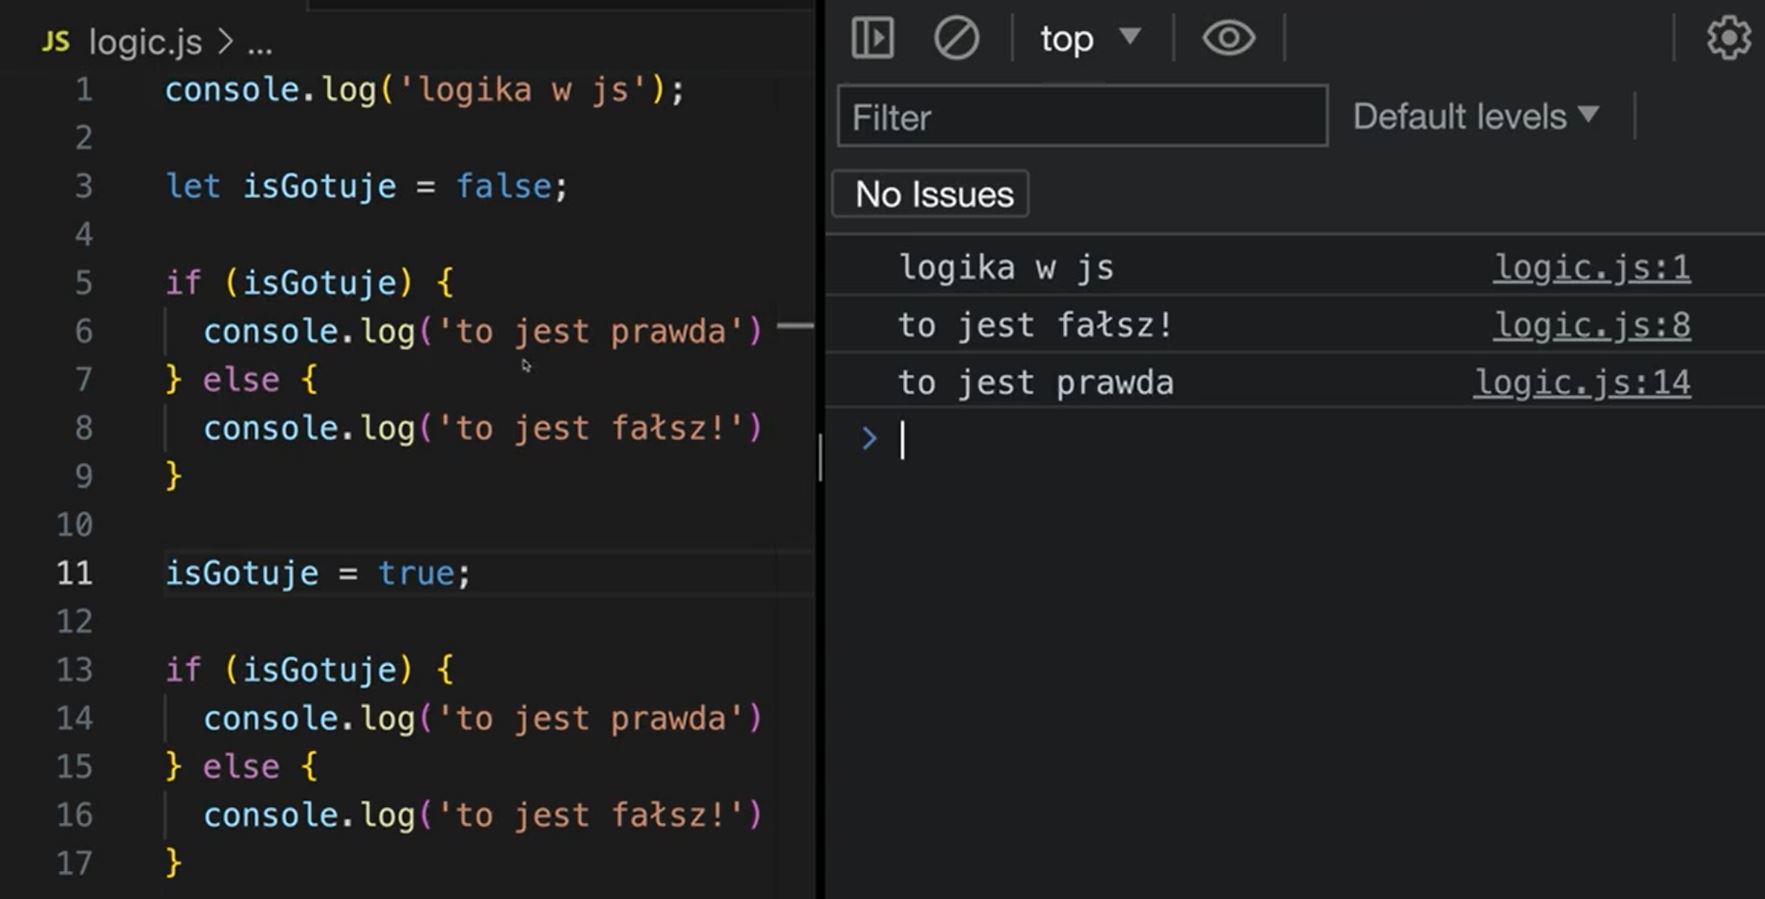 JS logic.js > ...
1 console.log('logika w js');
2
3 let isGotuje = false;
4
5 if (isGotuje) {
6 console.log('to jest prawda')
7 } else {
8 console.log('to jest fałsz!')
9 }
10
11 isGotuje = true;
12
13 if (isGotuje) {
14 console.log('to jest prawda')
15 } else {
16 console.log('to jest fałsz!')
17 }
top
Filter
Default levels
No Issues
logika w js logic.js:1
to jest fałsz! logic.js:8
to jest prawda logic.js:14
>